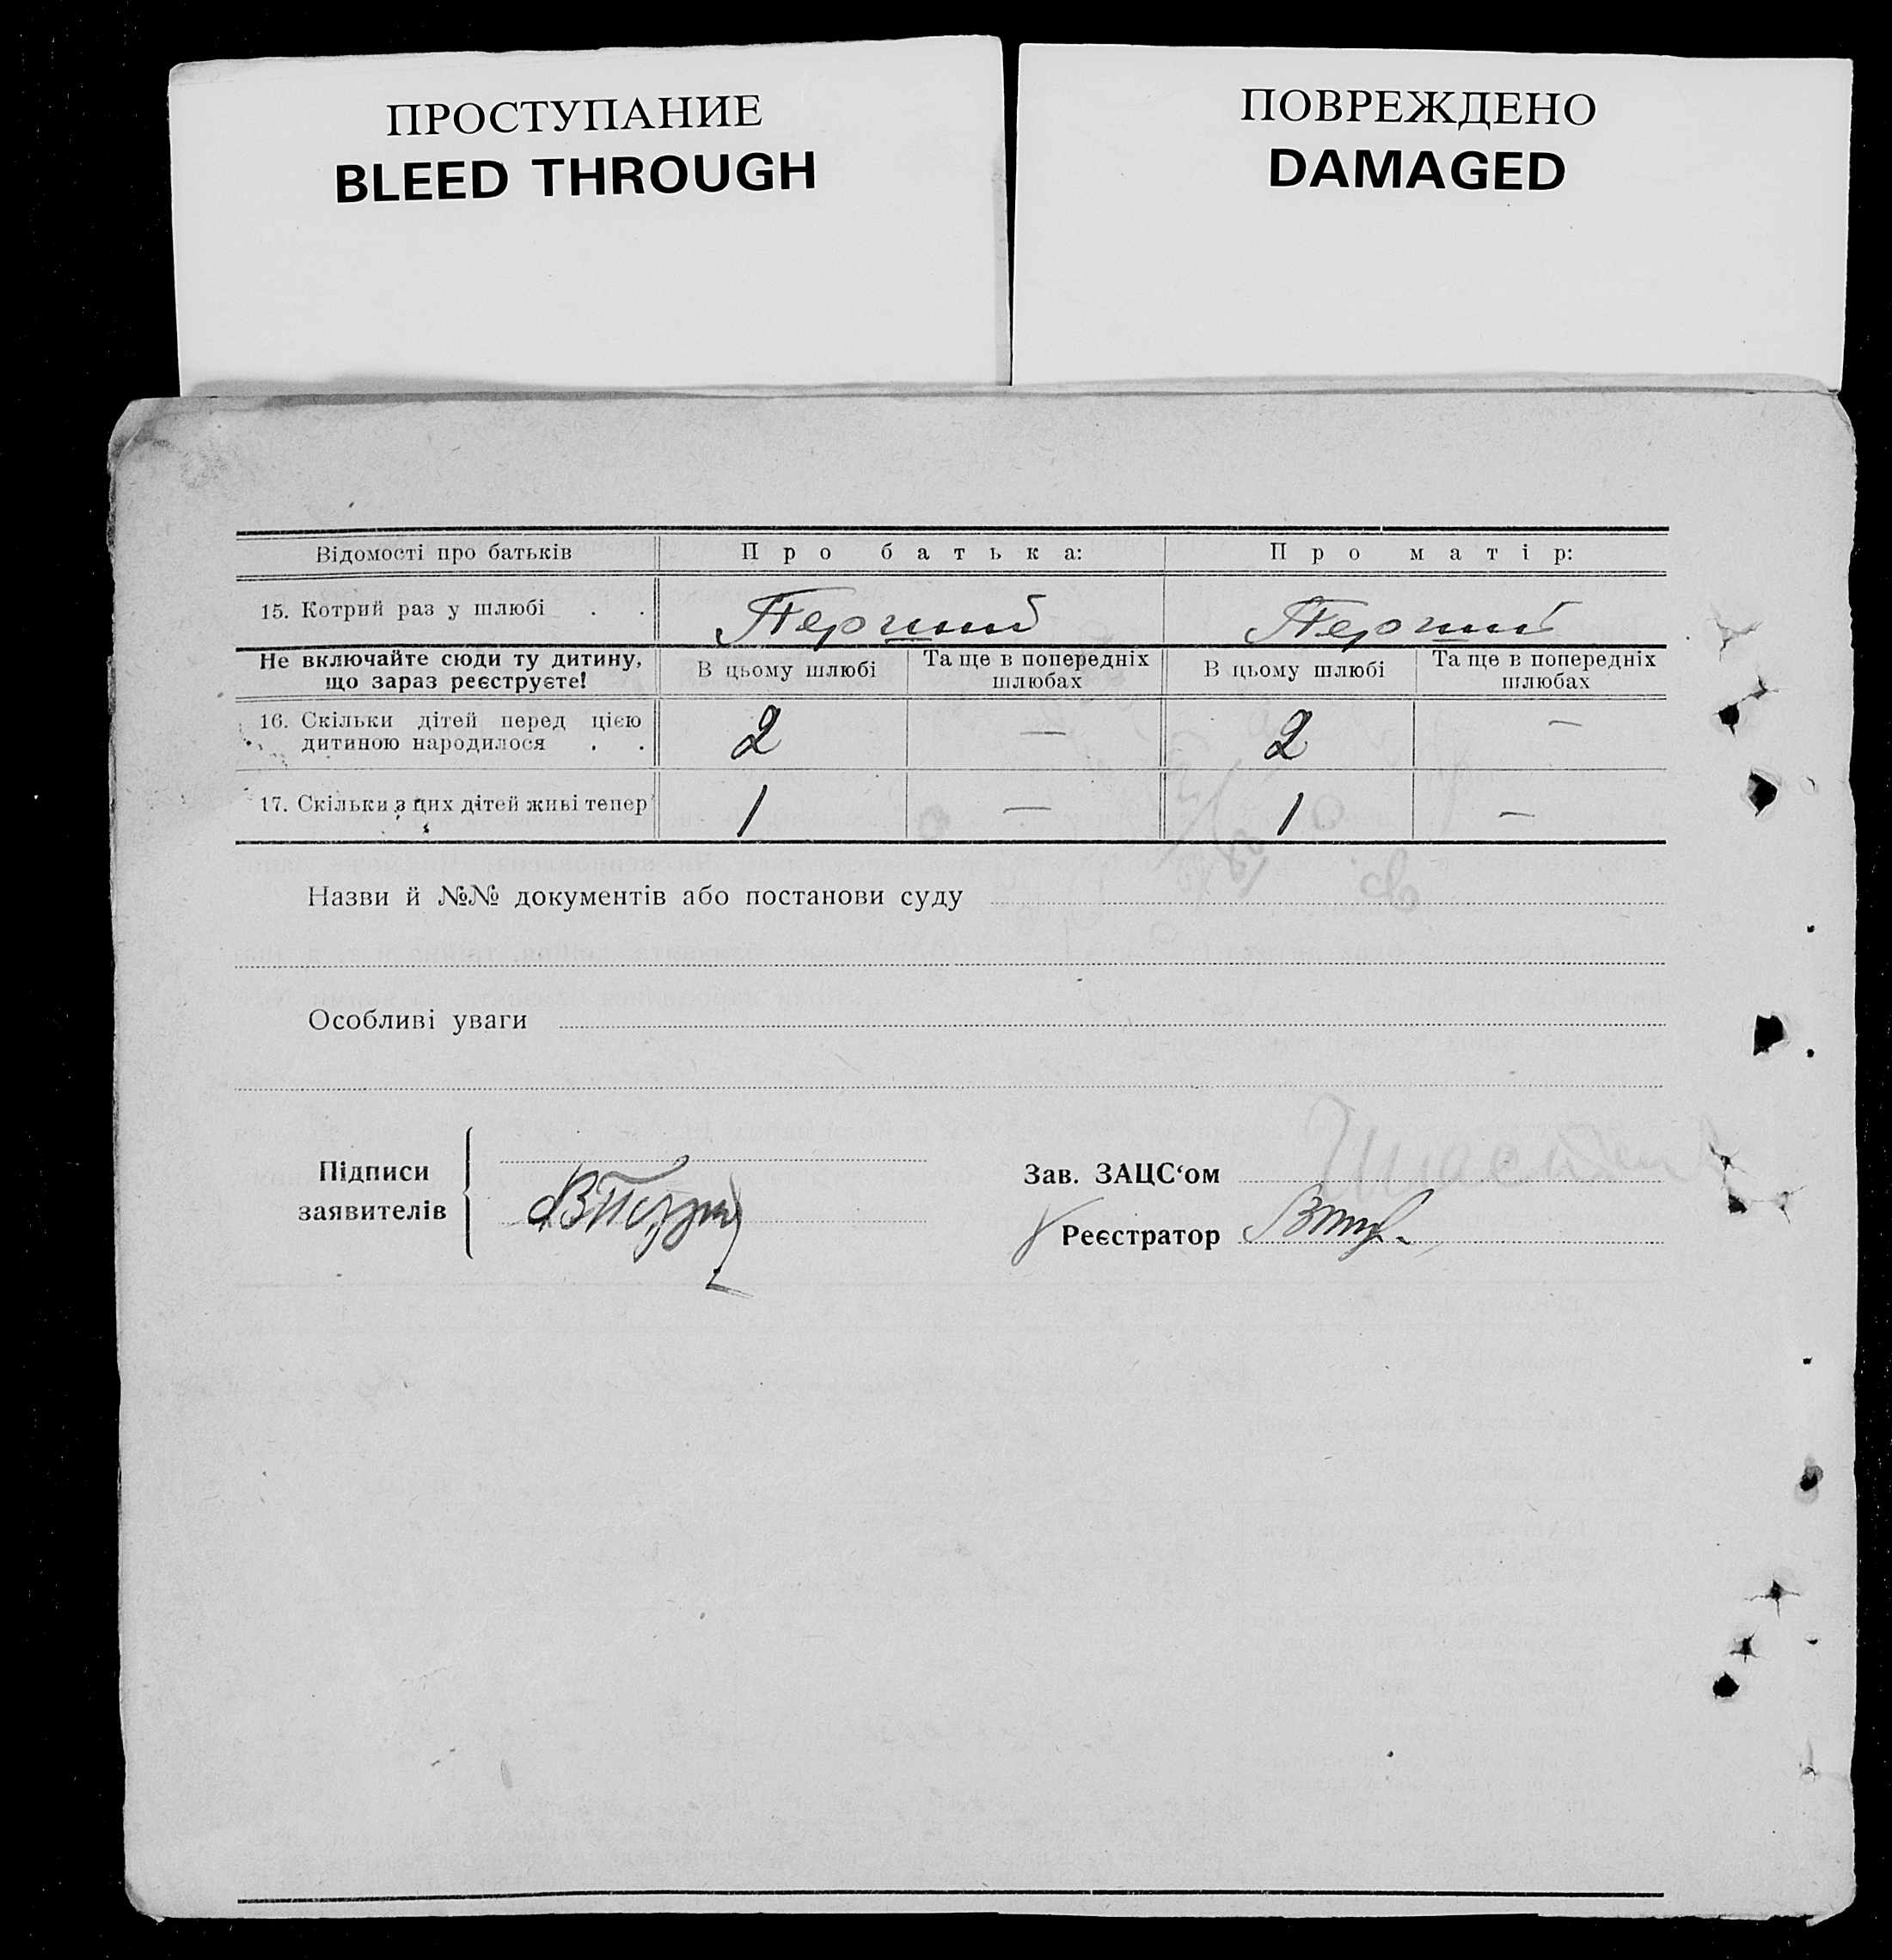 ПРОСТУПАНИЕ
BLEED THROUGH
ПОВРЕЖДЕНО
DAMAGED
Відомості про батьків Про батька: Про матір:
15. Котрий раз у шлюбі . . Перший Перший
Не включайте сюди ту дитину, що зараз реєструєте! В цьому шлюбі Та ще в попередніх шлюбах В цьому шлюбі Та ще в попередніх шлюбах
16. Скільки дітей перед цією
дитиною народилося . . 2 — 2 —
17. Скільки з цих дітей живі тепер 1 — 1 —
Назви й №№ документів або постанови суду
Особливі уваги
Підписи
заявителів
Зав. ЗАЦС‘ом
Реєстратор